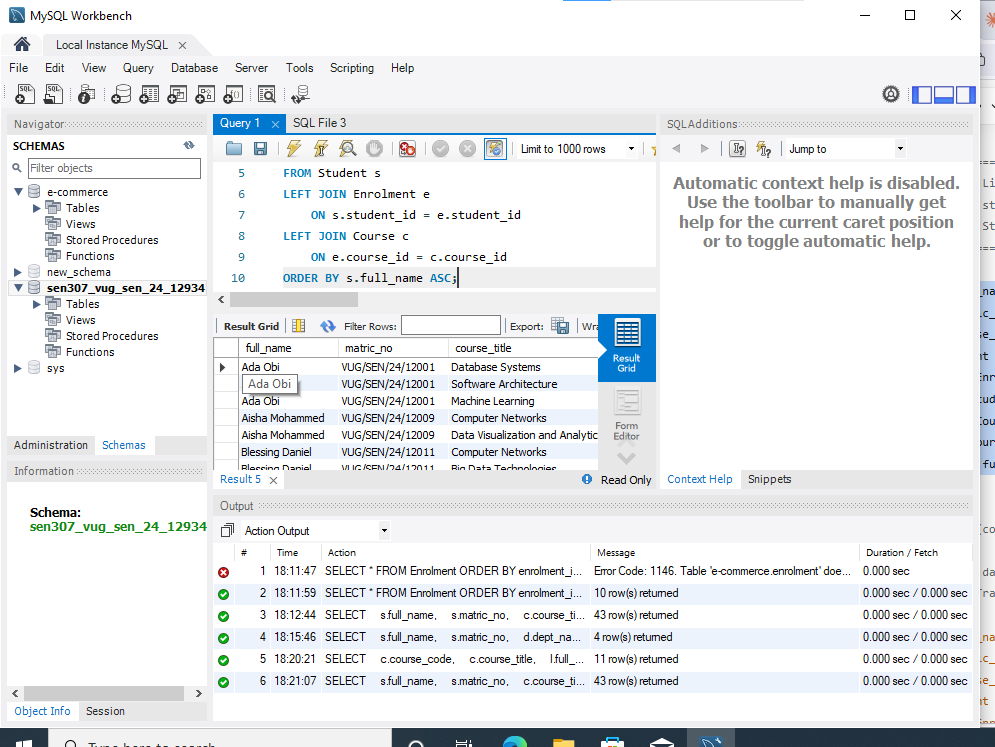 MySQL Workbench
Local Instance MySQL
File Edit View Query Database Server Tools Scripting Help
Navigator
SCHEMAS
Filter objects
e-commerce
Tables
Views
Stored Procedures
Functions
new_schema
sen307_vug_sen_24_12934
Tables
Views
Stored Procedures
Functions
sys
Administration Schemas
Information
Schema:
sen307_vug_sen_24_12934
Object Info Session
Query 1 SQL File 3
Limit to 1000 rows
5 FROM Student s
6 LEFT JOIN Enrolment e
7 ON s.student_id = e.student_id
8 LEFT JOIN Course c
9 ON e.course_id = c.course_id
10 ORDER BY s.full_name ASC;
Result Grid Filter Rows: Export:
full_name matric_no course_title
Ada Obi VUG/SEN/24/12001 Database Systems
Ada Obi VUG/SEN/24/12001 Software Architecture
Ada Obi VUG/SEN/24/12001 Machine Learning
Aisha Mohammed VUG/SEN/24/12009 Computer Networks
Aisha Mohammed VUG/SEN/24/12009 Data Visualization and Analytic
Blessing Daniel VUG/SEN/24/12011 Computer Networks
Blessing Daniel VUG/SEN/24/12011 Big Data Technologies
Result
Grid
Form
Editor
Result 5 Read Only
SQLAdditions
Jump to
Automatic context help is disabled.
Use the toolbar to manually get
help for the current caret position
or to toggle automatic help.
Context Help Snippets
Output
Action Output
# Time Action Message Duration / Fetch
1 18:11:47 SELECT * FROM Enrolment ORDER BY enrolment_i... Error Code: 1146. Table 'e-commerce.enrolment' doe... 0.000 sec
2 18:11:59 SELECT * FROM Enrolment ORDER BY enrolment_i... 10 row(s) returned 0.000 sec / 0.000 sec
3 18:12:44 SELECT s.full_name, s.matric_no, c.course_ti... 43 row(s) returned 0.000 sec / 0.000 sec
4 18:15:46 SELECT s.full_name, s.matric_no, d.dept_na... 4 row(s) returned 0.000 sec / 0.000 sec
5 18:20:21 SELECT c.course_code, c.course_title, l.full_... 11 row(s) returned 0.000 sec / 0.000 sec
6 18:21:07 SELECT s.full_name, s.matric_no, c.course_ti... 43 row(s) returned 0.000 sec / 0.000 sec